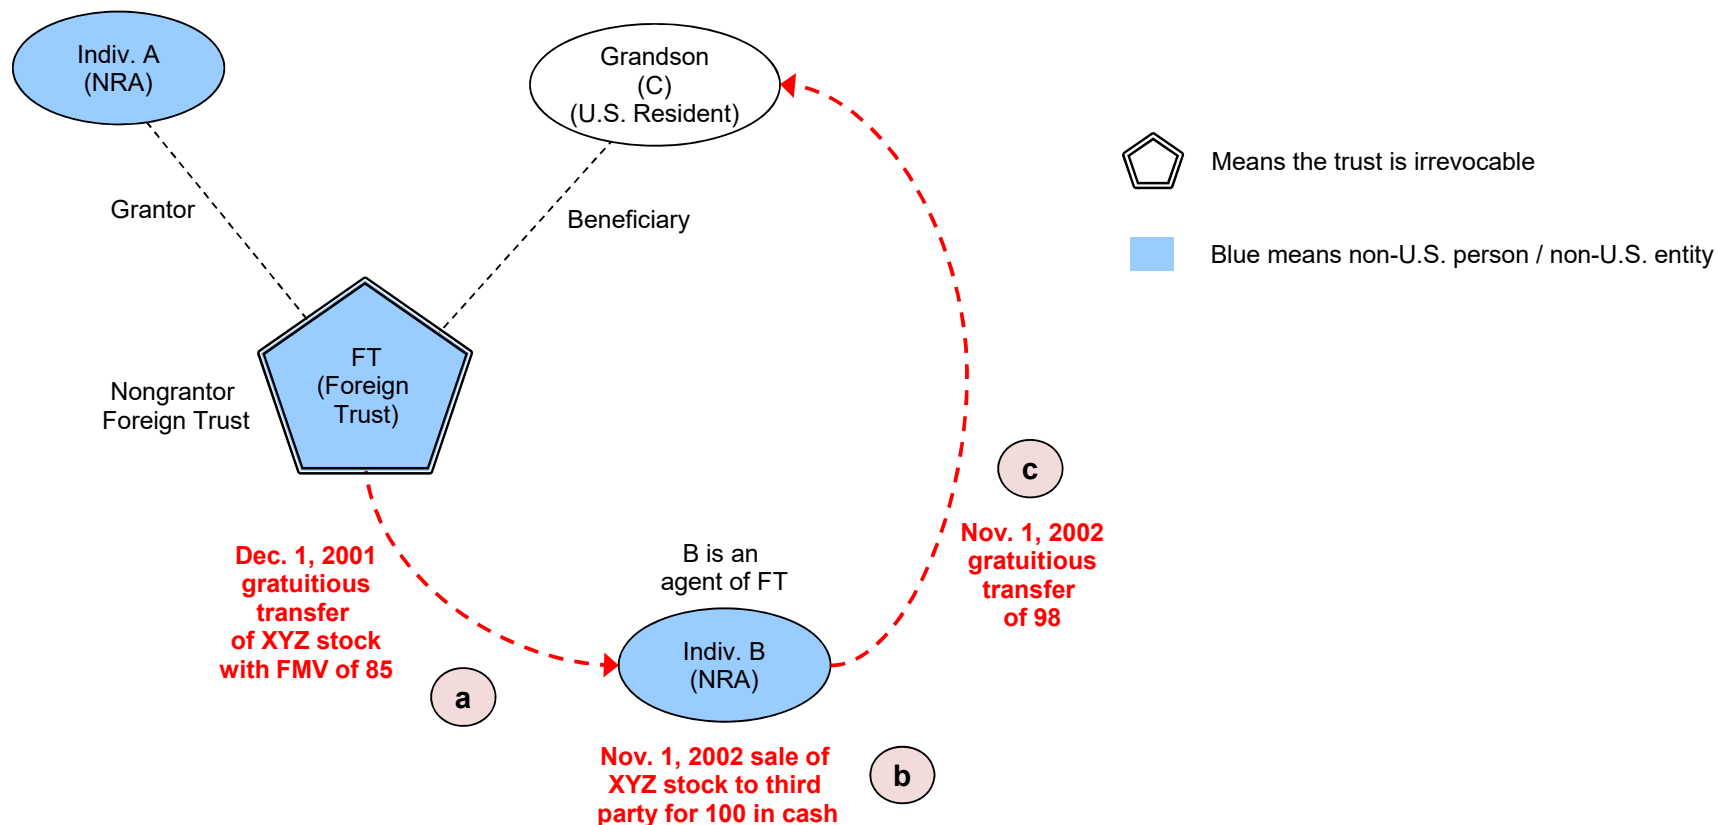 Indiv. A
(NRA)
Grandson
(C)
(U.S. Resident)
Means the trust is irrevocable
Grantor
Beneficiary
Blue means non-U.S. person / non-U.S. entity
FT
(Foreign
Trust)
Nongrantor
Foreign Trust
c
Nov. 1, 2002
gratuitious
transfer
of 98
Dec. 1, 2001
gratuitious
transfer
of XYZ stock
with FMV of 85
a
B is an
agent of FT
Indiv. B
(NRA)
Nov. 1, 2002 sale of
XYZ stock to third
party for 100 in cash
b